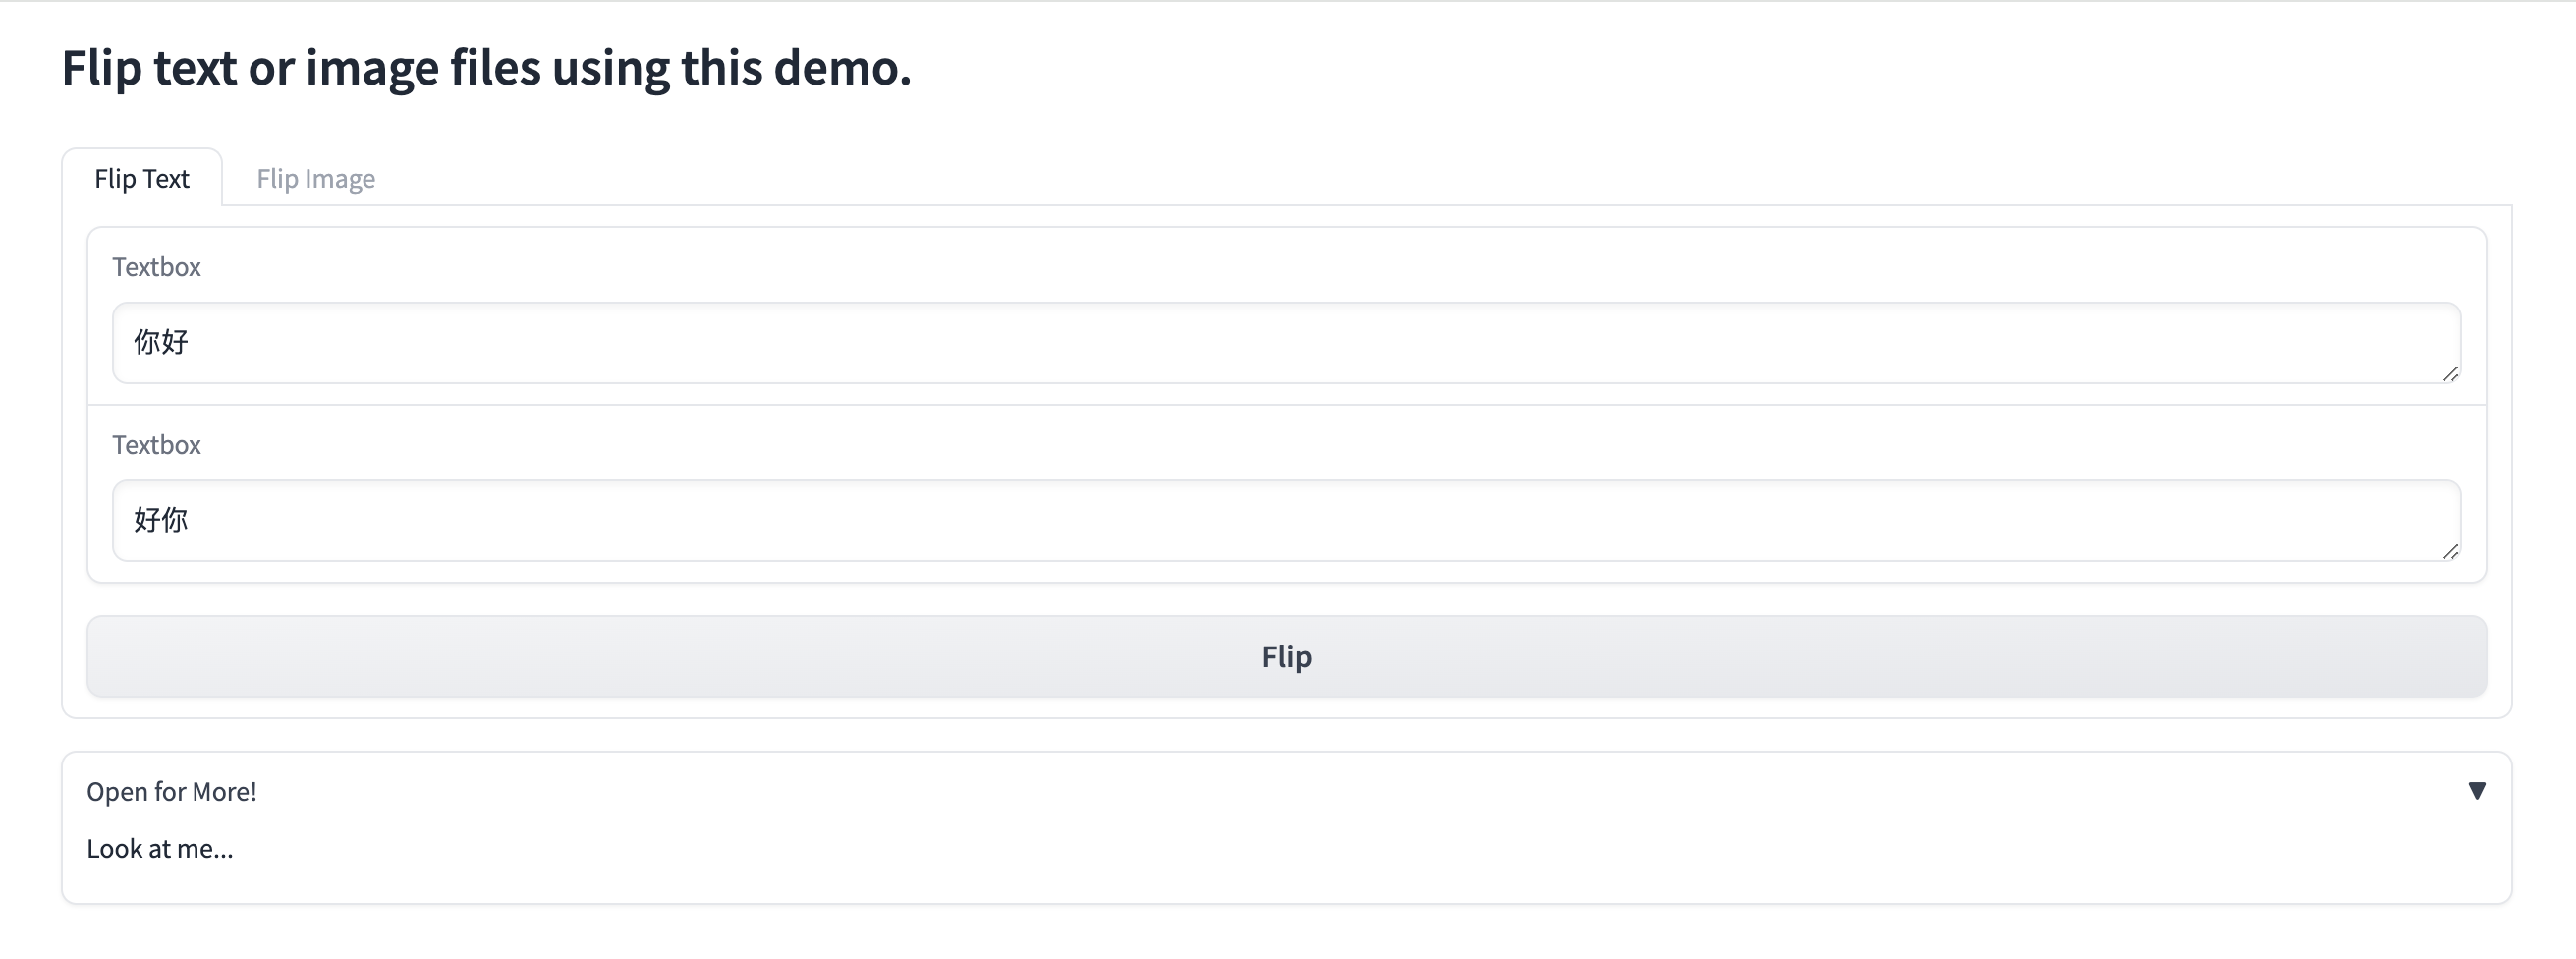 Flip text or image files using this demo.
Flip Text Flip Image
Textbox
你好
Textbox
好你
Flip
Open for More! ▼
Look at me...